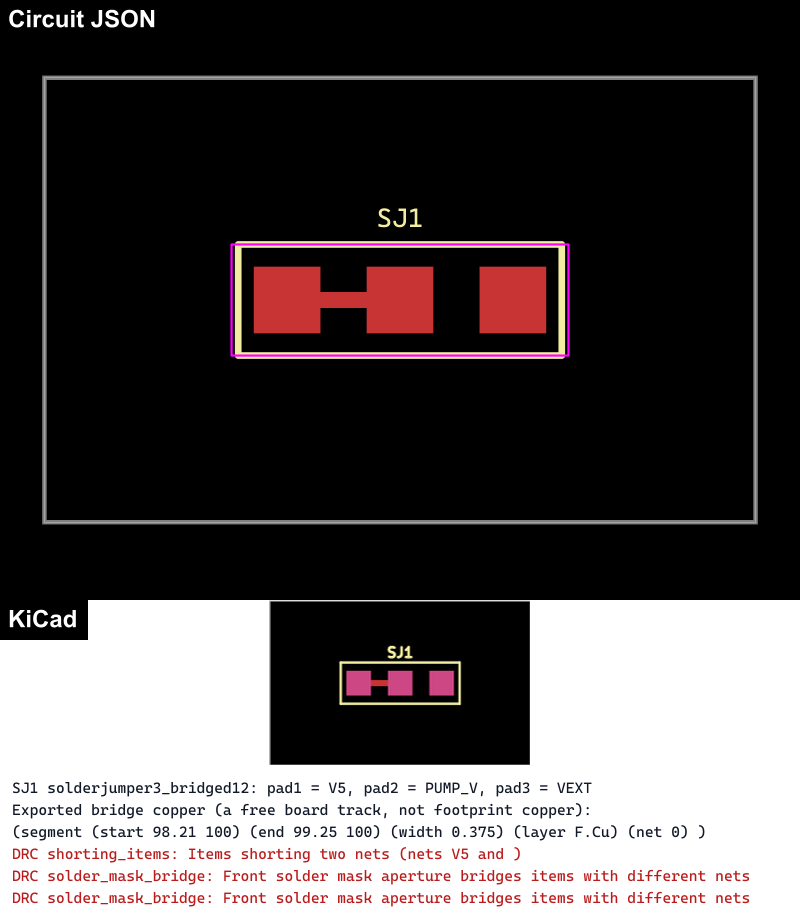 Circuit JSON
SJ1
KiCad
SJ1
SJ1 solderjumper3_bridged12: pad1 = V5, pad2 = PUMP_V, pad3 = VEXT
Exported bridge copper (a free board track, not footprint copper):
(segment (start 98.21 100) (end 99.25 100) (width 0.375) (layer F.Cu) (net 0) )
DRC shorting_items: Items shorting two nets (nets V5 and )
DRC solder_mask_bridge: Front solder mask aperture bridges items with different nets
DRC solder_mask_bridge: Front solder mask aperture bridges items with different nets